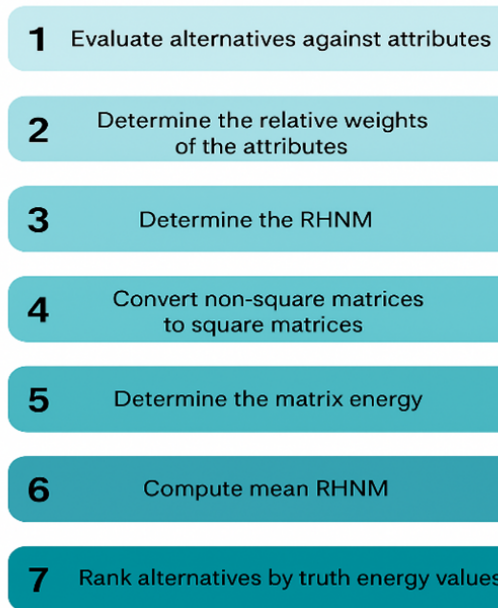 1 Evaluate alternatives against attributes
2 Determine the relative weights
of the attributes
3 Determine the RHNM
4 Convert non-square matrices
to square matrices
5 Determine the matrix energy
6 Compute mean RHNM
7 Rank alternatives by truth energy values